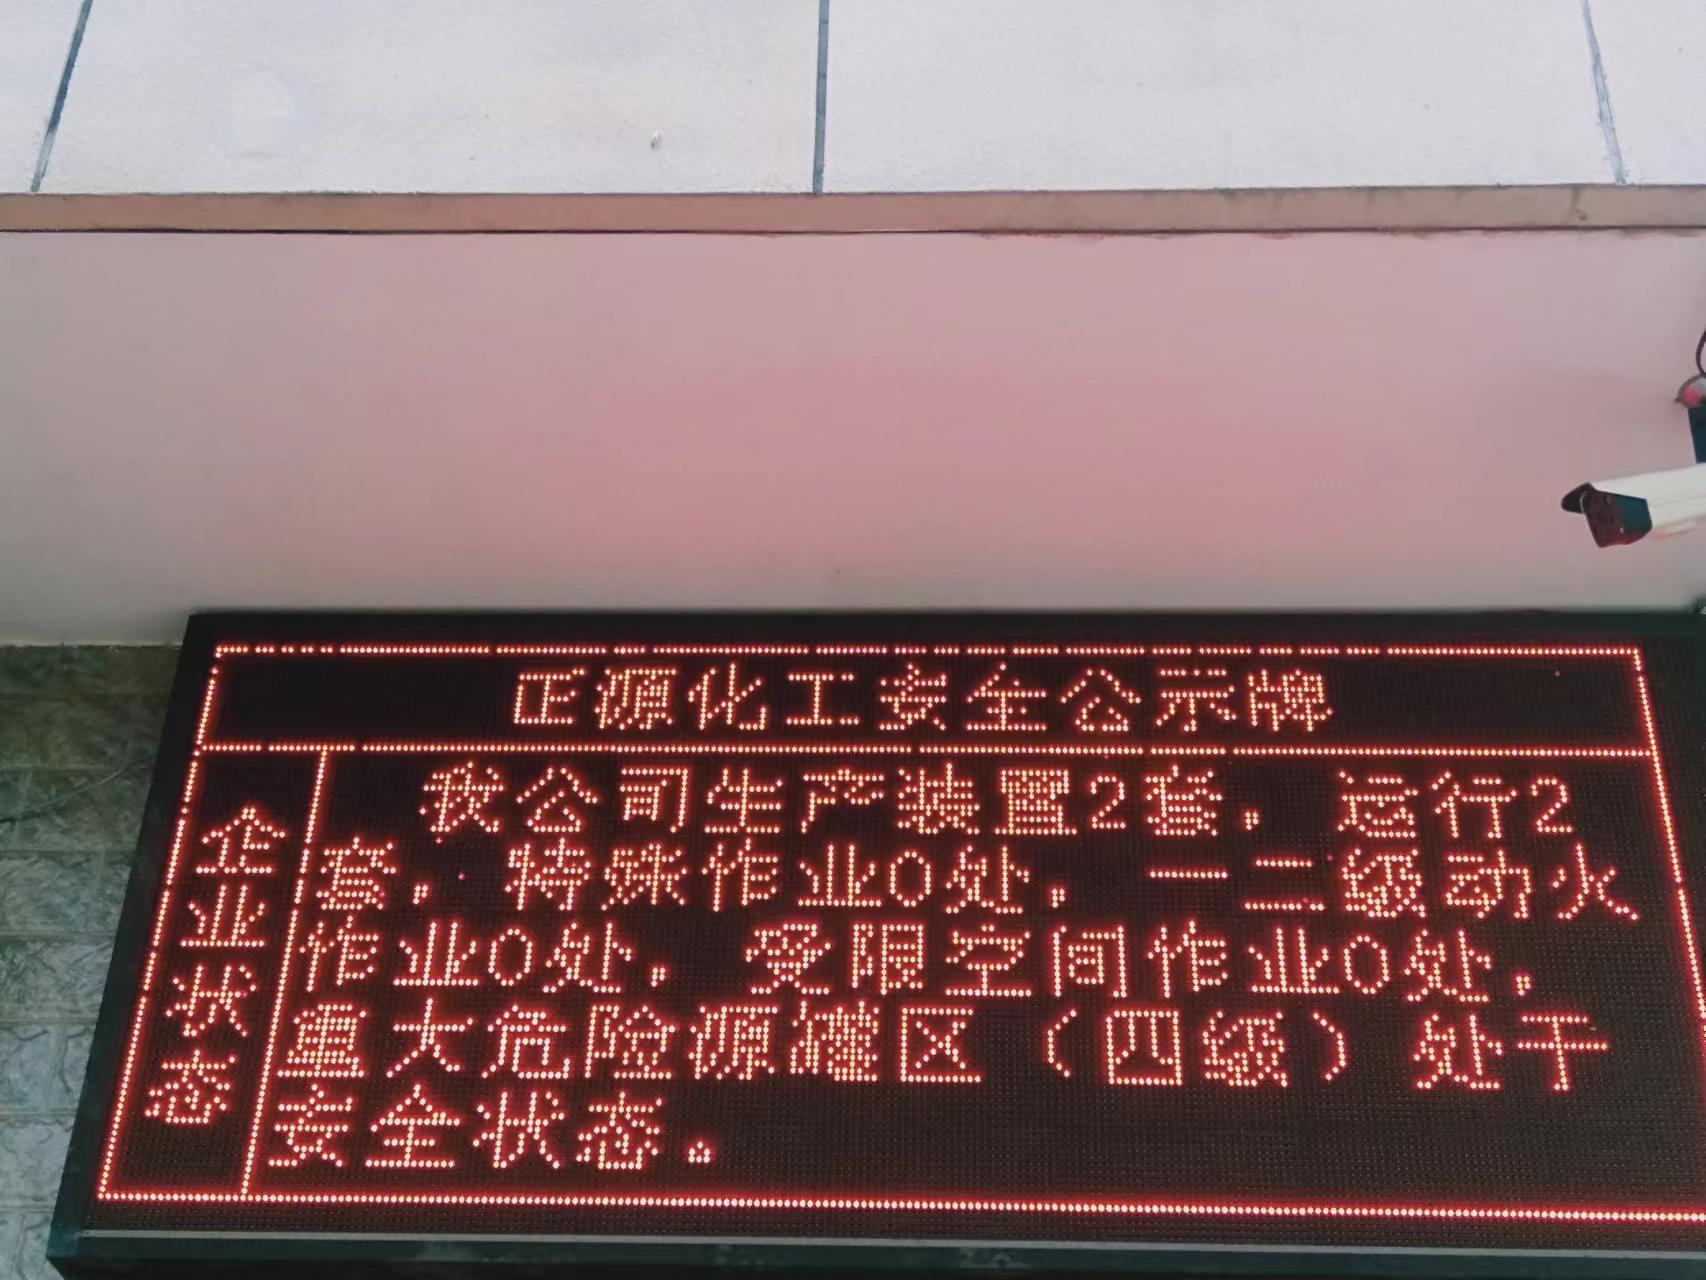 正源化工安全公示牌
企业状态
我公司生产装置2套，运行2
套，特殊作业0处，一二级动火
作业0处，受限空间作业0处，
重大危险源罐区（四级）处于
安全状态。